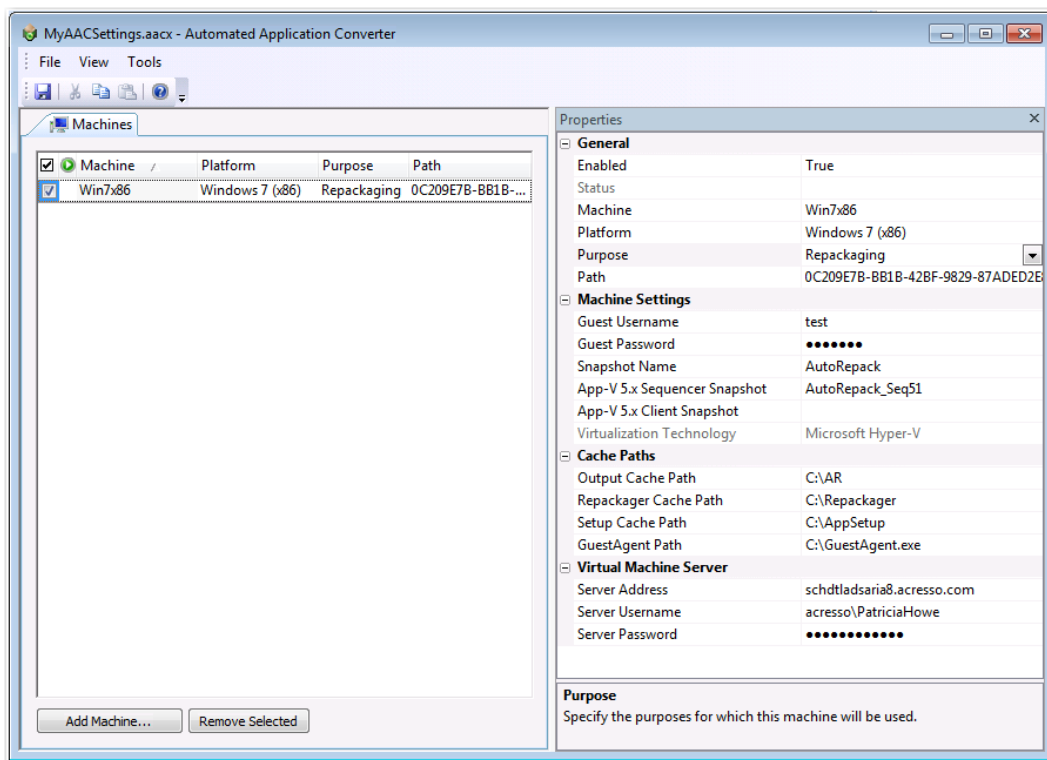 MyAACSettings.aacx - Automated Application Converter
File View Tools
Machines
Machine Platform Purpose Path
Win7x86 Windows 7 (x86) Repackaging 0C209E7B-BB1B-...
Add Machine... Remove Selected
Properties
General
Enabled True
Status
Machine Win7x86
Platform Windows 7 (x86)
Purpose Repackaging
Path 0C209E7B-BB1B-42BF-9829-87ADED2E
Machine Settings
Guest Username test
Guest Password ●●●●●●●
Snapshot Name AutoRepack
App-V 5.x Sequencer Snapshot AutoRepack_Seq51
App-V 5.x Client Snapshot
Virtualization Technology Microsoft Hyper-V
Cache Paths
Output Cache Path C:\AR
Repackager Cache Path C:\Repackager
Setup Cache Path C:\AppSetup
GuestAgent Path C:\GuestAgent.exe
Virtual Machine Server
Server Address schdtladsaria8.acresso.com
Server Username acresso\PatriciaHowe
Server Password ●●●●●●●●●●●●
Purpose
Specify the purposes for which this machine will be used.